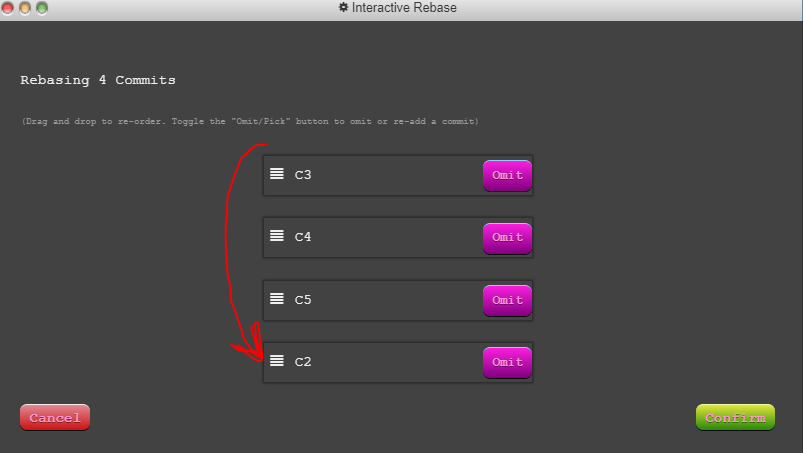 Interactive Rebase
Rebasing 4 Commits
(Drag and drop to re-order. Toggle the "Omit/Pick" button to omit or re-add a commit)
C3 Omit
C4 Omit
C5 Omit
C2 Omit
Cancel Confirm